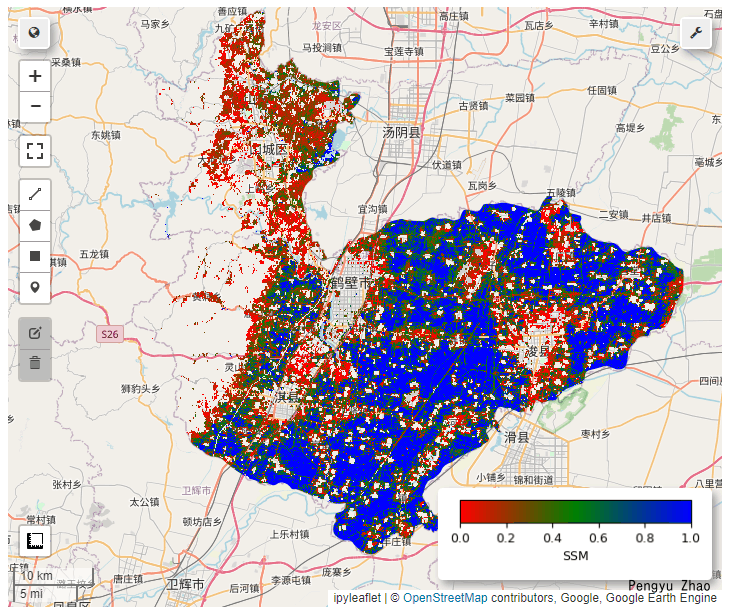 善应镇
龙安区
高庄镇
瓦店乡
辛村镇
石盘
马家乡
九矿
马投涧镇
宝莲寺镇
豆公乡
采桑镇
菜园镇
任固镇
古贤镇
东姚镇
汤阴县
高堤乡
山城区
伏道镇
亳城乡
瓦岗乡
五陵镇
宜沟镇
二安镇
井店镇
五龙镇
鹤壁市
S26
浚县
灵山
狮豹头乡
淇县
四间
滑县
枣村乡
小铺乡
锦和街道
张村乡
卫辉市
太公镇
八里营
常村镇
顿坊店乡
上乐村镇
庞寨乡
唐庄镇
李源屯镇
卫辉市
后河镇
+
−
10 km
5 mi
0.0 0.2 0.4 0.6 0.8 1.0
SSM
Pengyu Zhao
ipyleaflet | © OpenStreetMap contributors, Google, Google Earth Engine